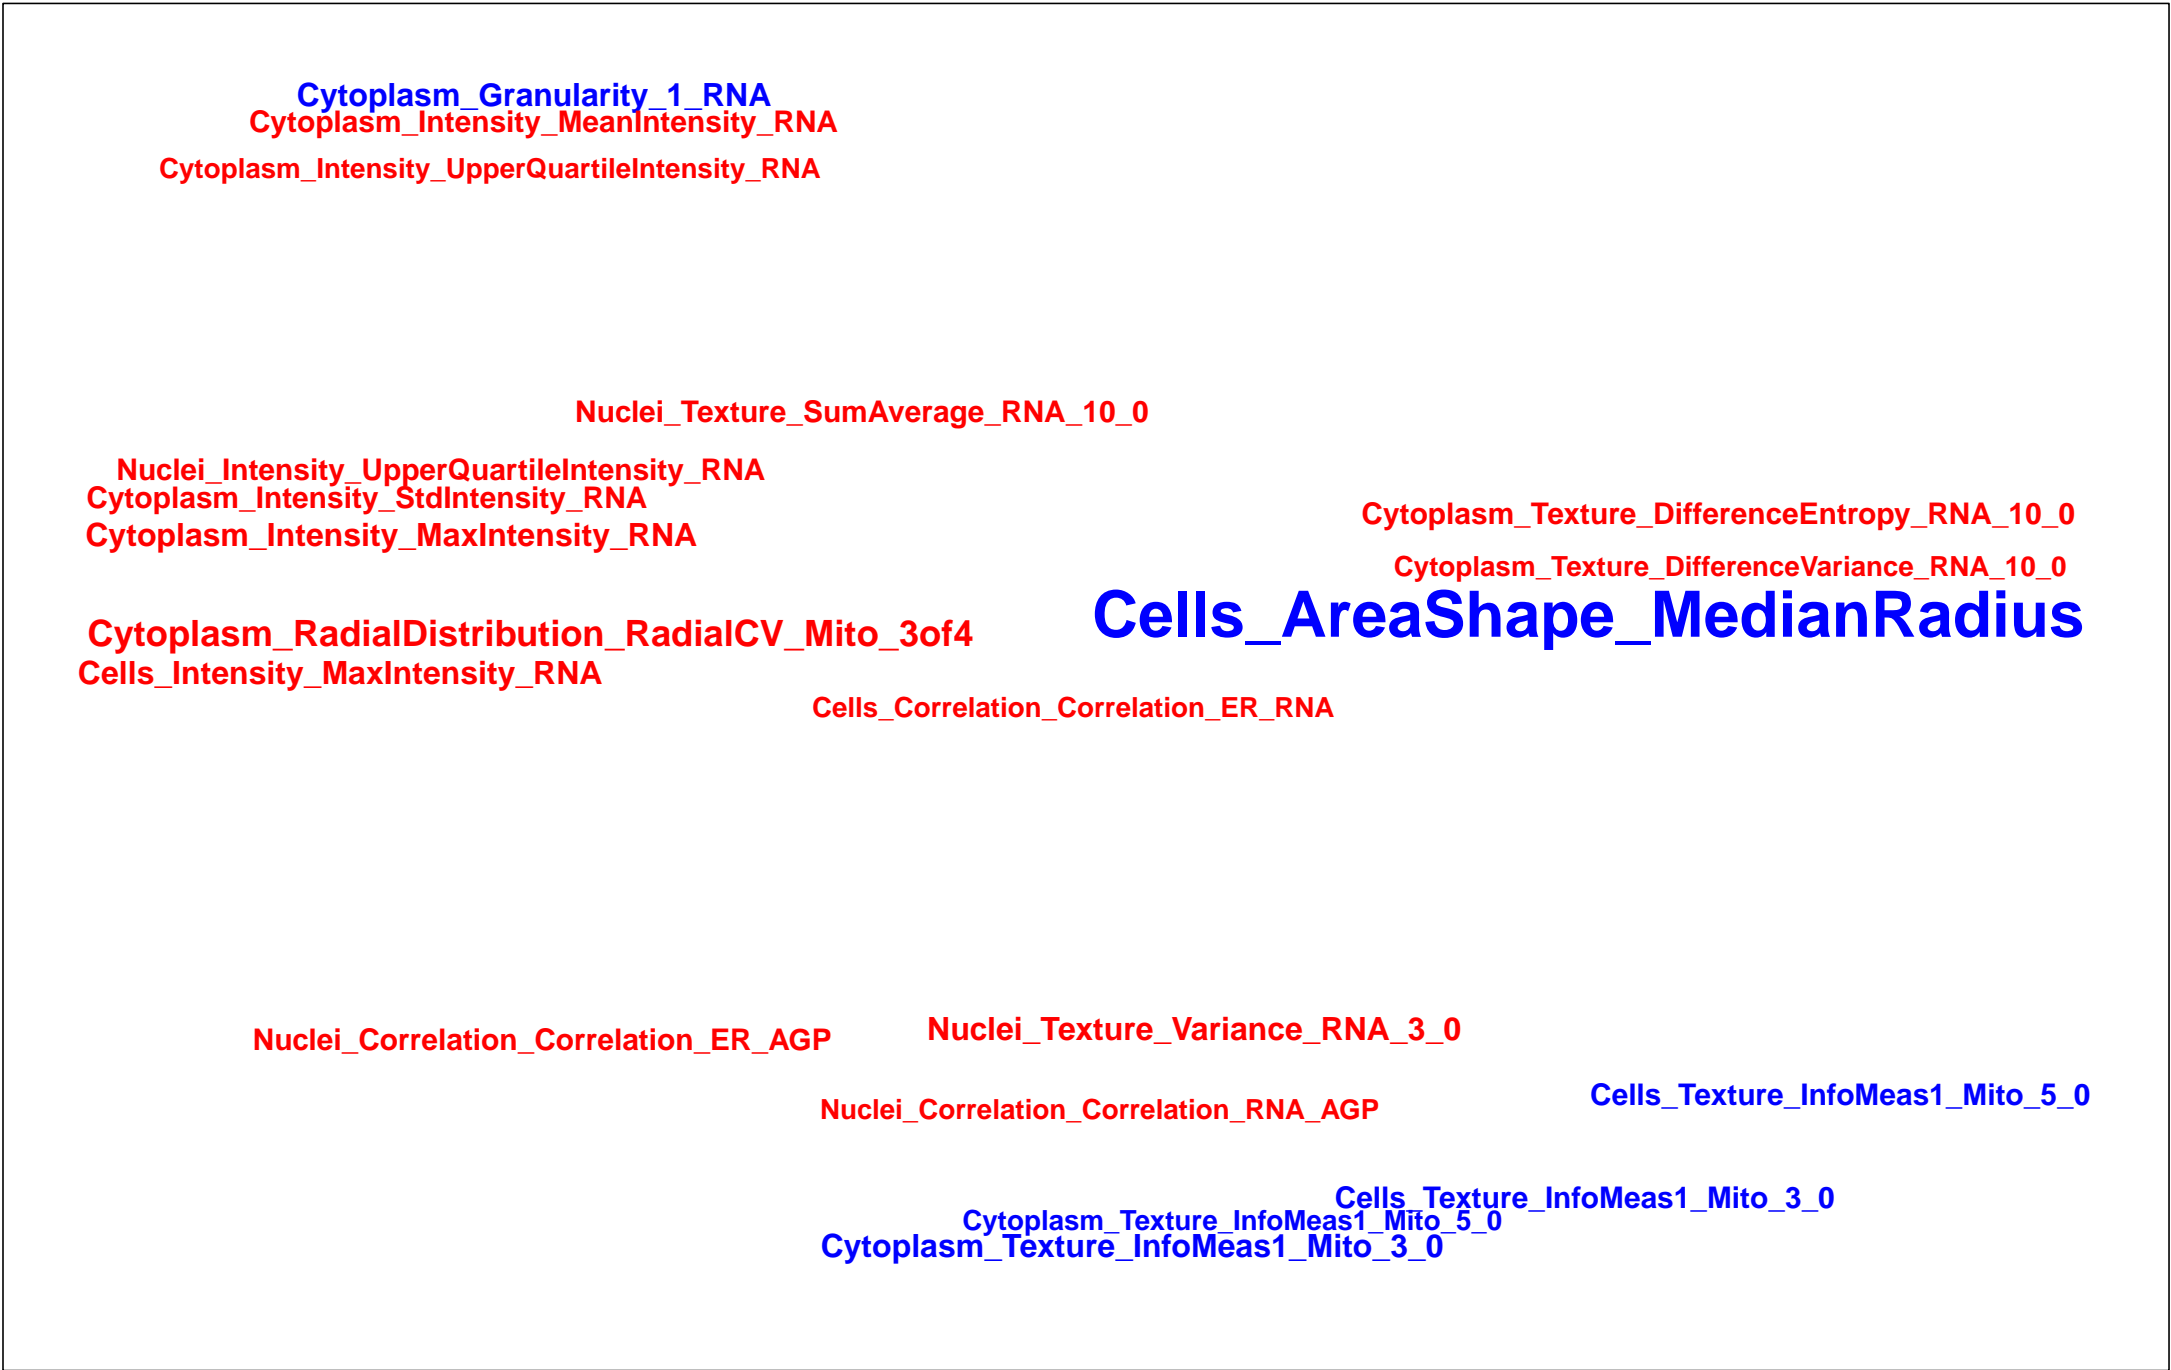 Cytoplasm_Granularity_1_RNA
Cytoplasm_Intensity_MeanIntensity_RNA
Cytoplasm_Intensity_UpperQuartileIntensity_RNA
Nuclei_Texture_SumAverage_RNA_10_0
Nuclei_Intensity_UpperQuartileIntensity_RNA
Cytoplasm_Intensity_StdIntensity_RNA
Cytoplasm_Texture_DifferenceEntropy_RNA_10_0
Cytoplasm_Intensity_MaxIntensity_RNA
Cytoplasm_Texture_DifferenceVariance_RNA_10_0
Cells_AreaShape_MedianRadius
Cytoplasm_RadialDistribution_RadialCV_Mito_3of4
Cells_Intensity_MaxIntensity_RNA
Cells_Correlation_Correlation_ER_RNA
Nuclei_Texture_Variance_RNA_3_0
Nuclei_Correlation_Correlation_ER_AGP
Cells_Texture_InfoMeas1_Mito_5_0
Nuclei_Correlation_Correlation_RNA_AGP
Cells_Texture_InfoMeas1_Mito_3_0
Cytoplasm_Texture_InfoMeas1_Mito_5_0
Cytoplasm_Texture_InfoMeas1_Mito_3_0